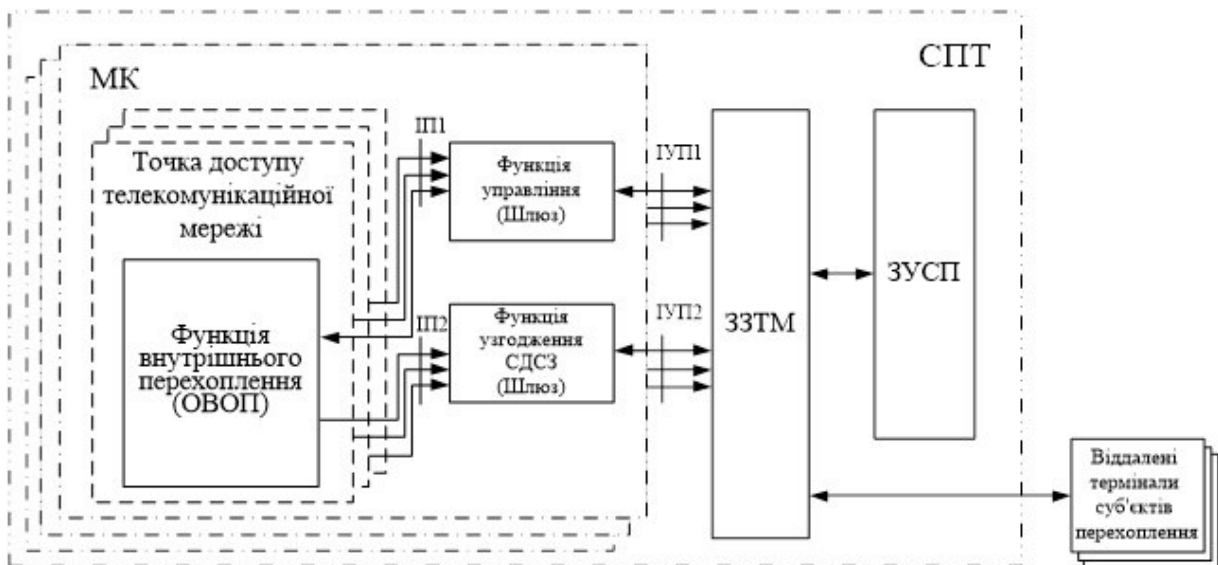 СПТ
МК
Точка доступу
телекомунікаційної
мережі
Функція
внутрішнього
перехоплення
(ОВОП)
ІП1
Функція
управління
(Шлюз)
ІУП1
ІП2
Функція
узгодження
СДСЗ
(Шлюз)
ІУП2
ЗЗТМ
ЗУСП
Віддалені
термінали
суб'єктів
перехоплення